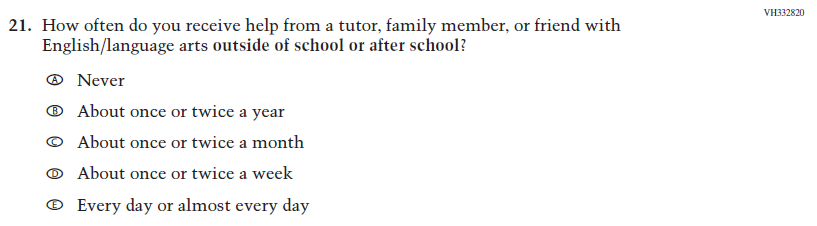 VH332820
21. How often do you receive help from a tutor, family member, or friend with
English/language arts outside of school or after school?
A Never
B About once or twice a year
C About once or twice a month
D About once or twice a week
E Every day or almost every day